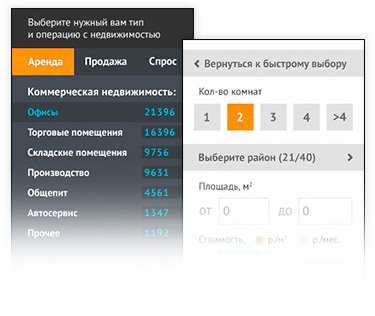 Выберите нужный вам тип
и операцию с недвижимостью
Аренда Продажа Спрос
Коммерческая недвижимость:
Офисы 21396
Торговые помещения 16396
Складские помещения 9756
Производство 9631
Общепит 4561
Автосервис 1347
Прочее 1192
Вернуться к быстрому выбору
Кол-во комнат
1 2 3 4 >4
Выберите район (21/40)
Площадь, м²
ОТ 0 ДО 0
Стоимость, р./м² р./мес.